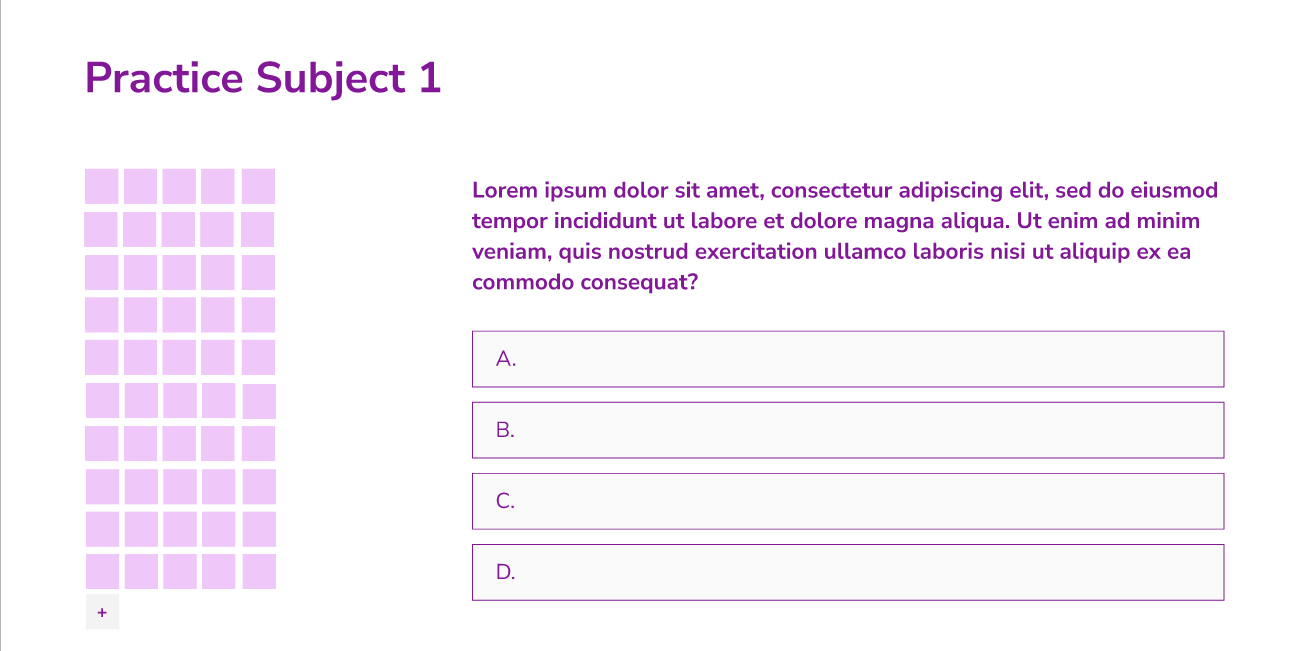 Practice Subject 1
Lorem ipsum dolor sit amet, consectetur adipiscing elit, sed do eiusmod
tempor incididunt ut labore et dolore magna aliqua. Ut enim ad minim
veniam, quis nostrud exercitation ullamco laboris nisi ut aliquip ex ea
commodo consequat?
A.
B.
C.
D.
+